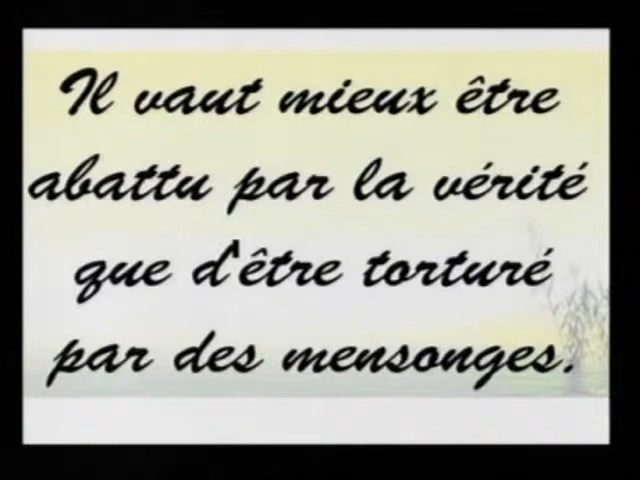 Il vaut mieux être
abattu par la vérité
que d'être torturé
par des mensonges.